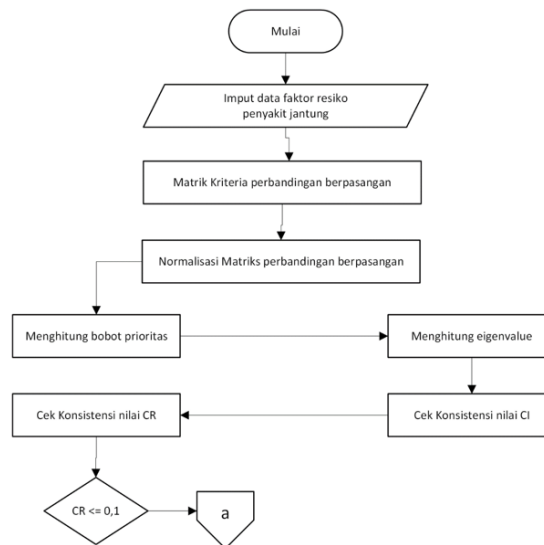 Mulai
Imput data faktor resiko
penyakit jantung
Matrik Kriteria perbandingan berpasangan
Normalisasi Matriks perbandingan berpasangan
Menghitung bobot prioritas
Menghitung eigenvalue
Cek Konsistensi nilai CR
Cek Konsistensi nilai CI
CR <= 0,1
a